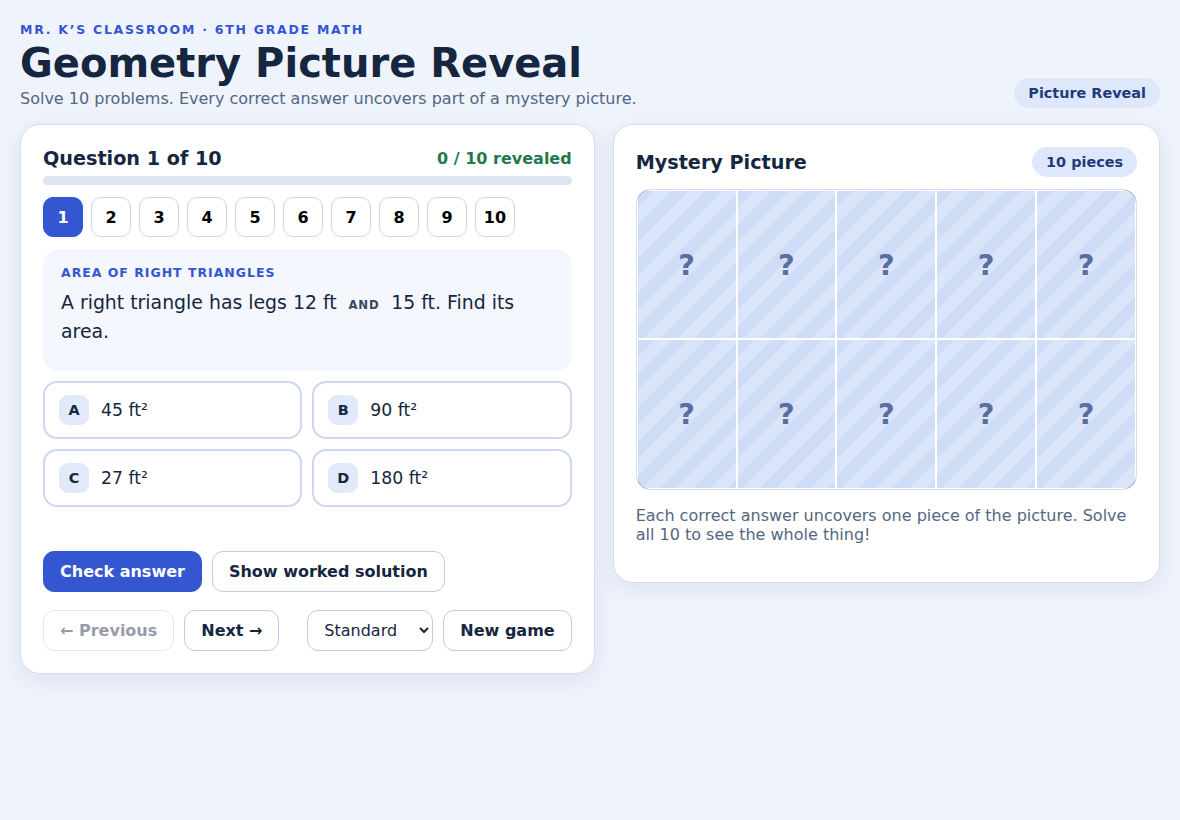 MR. K’S CLASSROOM · 6TH GRADE MATH
Geometry Picture Reveal
Solve 10 problems. Every correct answer uncovers part of a mystery picture.
Picture Reveal
Question 1 of 10
0 / 10 revealed
1 2 3 4 5 6 7 8 9 10
AREA OF RIGHT TRIANGLES
A right triangle has legs 12 ft AND 15 ft. Find its
area.
A 45 ft²
B 90 ft²
C 27 ft²
D 180 ft²
Check answer
Show worked solution
← Previous
Next →
Standard
New game
Mystery Picture
10 pieces
? ? ? ? ?
? ? ? ? ?
Each correct answer uncovers one piece of the picture. Solve
all 10 to see the whole thing!